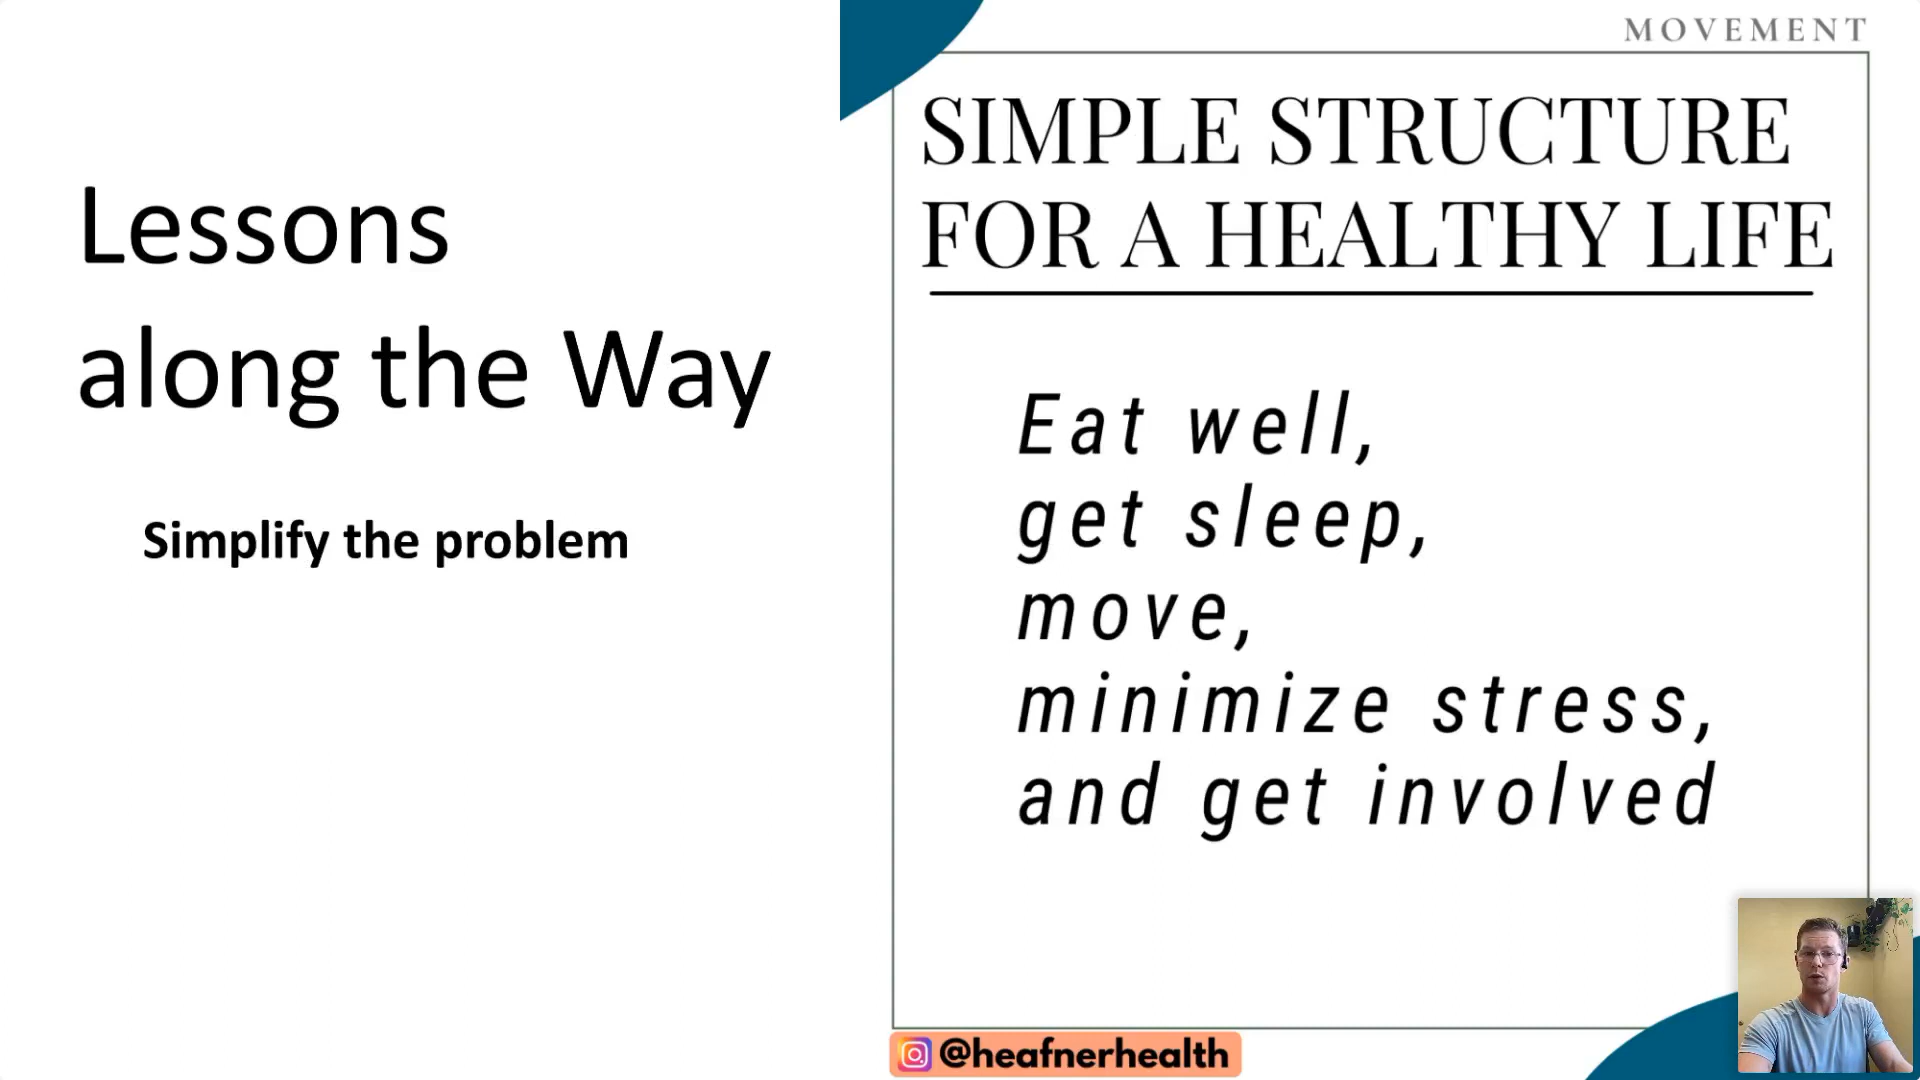 Lessons
along the Way
Simplify the problem
MOVEMENT
SIMPLE STRUCTURE
FOR A HEALTHY LIFE
Eat well,
get sleep,
move,
minimize stress,
and get involved
@heafnerhealth